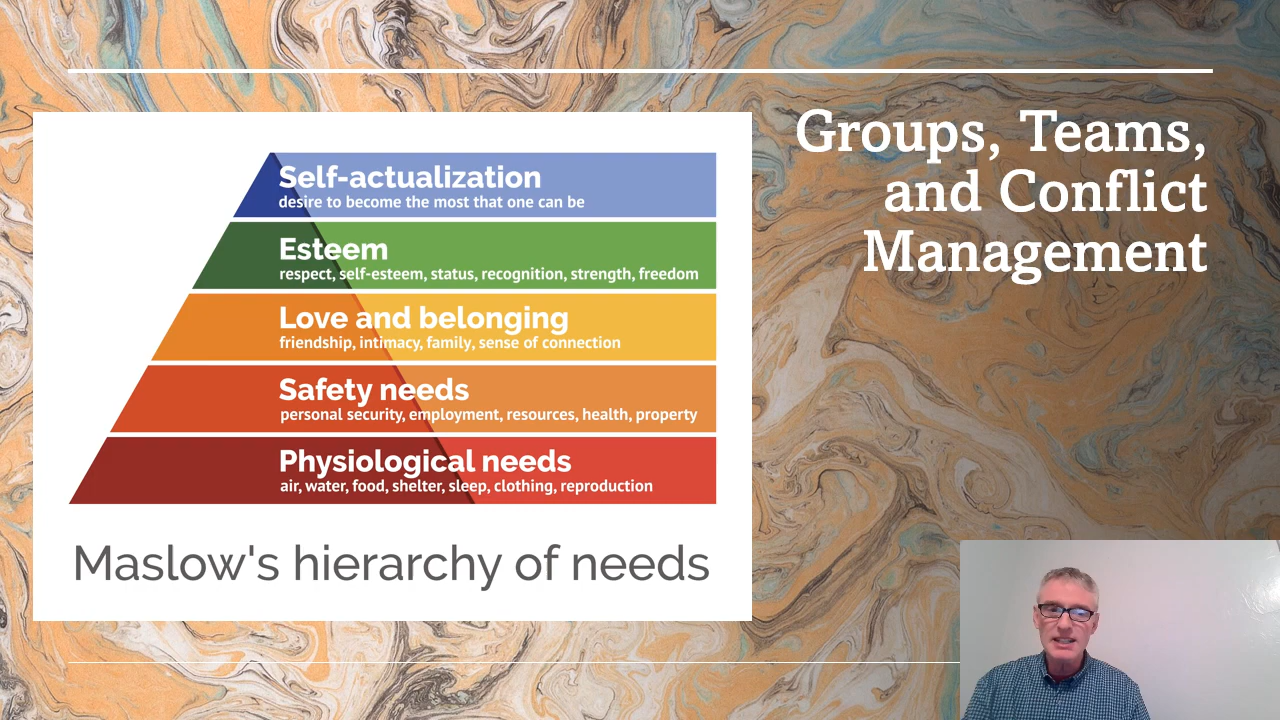 Groups, Teams,
and Conflict
Management
Self-actualization
desire to become the most that one can be
Esteem
respect, self-esteem, status, recognition, strength, freedom
Love and belonging
friendship, intimacy, family, sense of connection
Safety needs
personal security, employment, resources, health, property
Physiological needs
air, water, food, shelter, sleep, clothing, reproduction
Maslow's hierarchy of needs